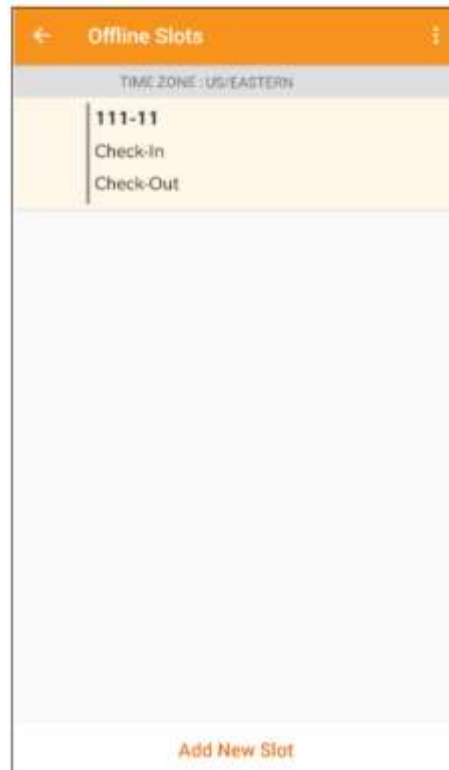 Offline Slots
TIME ZONE : US/EASTERN
111-11
Check-In
Check-Out
Add New Slot